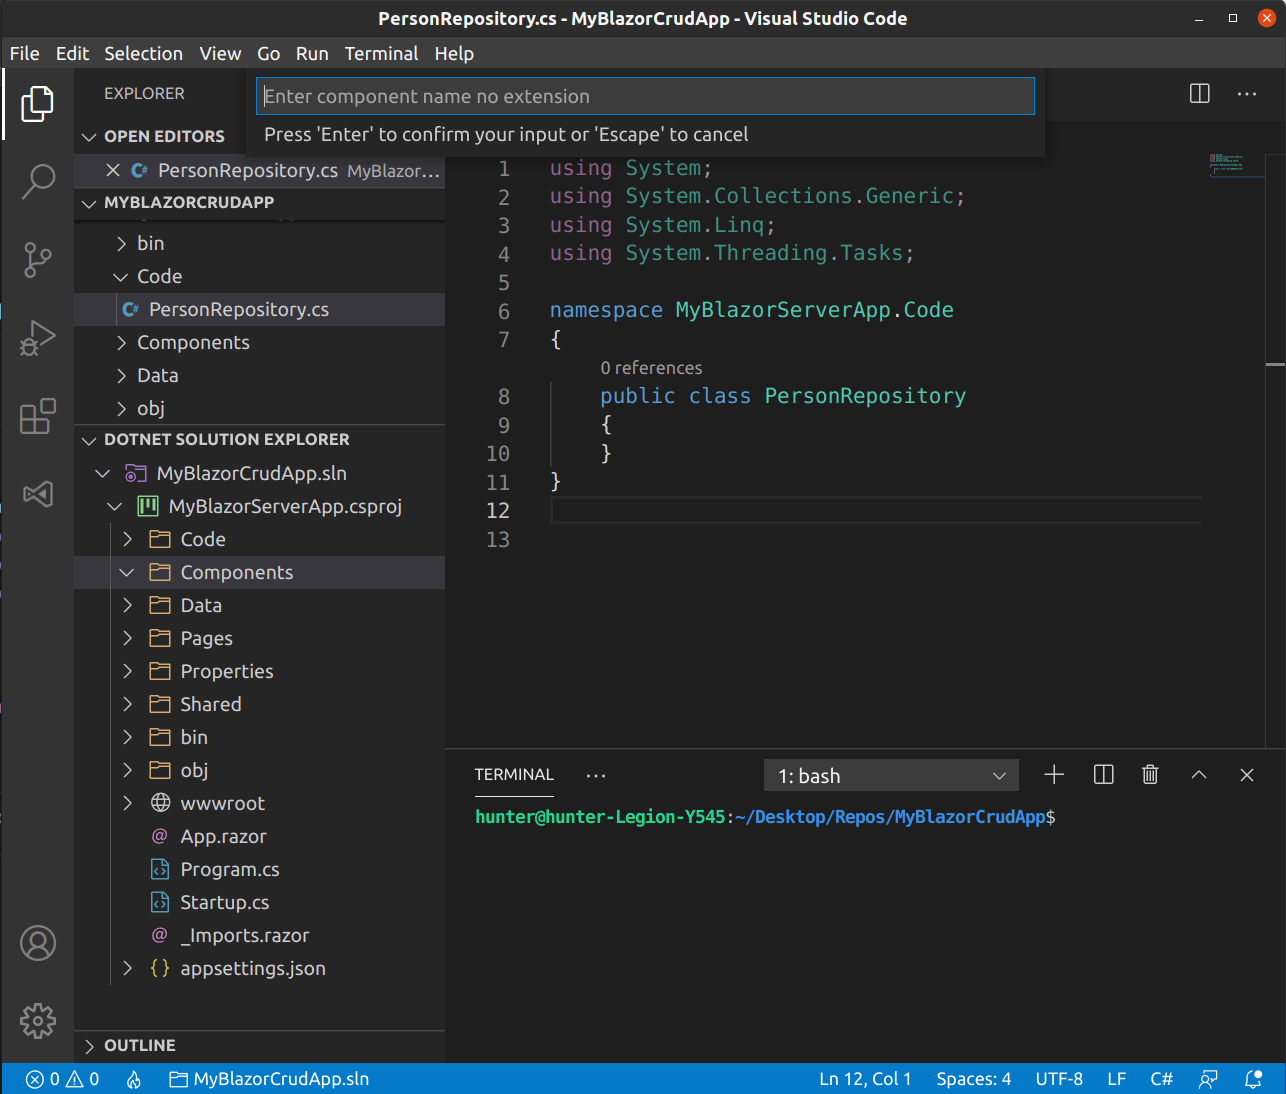 PersonRepository.cs - MyBlazorCrudApp - Visual Studio Code
File Edit Selection View Go Run Terminal Help
EXPLORER
Enter component name no extension
Press 'Enter' to confirm your input or 'Escape' to cancel
OPEN EDITORS
PersonRepository.cs MyBlazor...
MYBLAZORCRUDAPP
bin
Code
PersonRepository.cs
Components
Data
obj
DOTNET SOLUTION EXPLORER
MyBlazorCrudApp.sln
MyBlazorServerApp.csproj
Code
Components
Data
Pages
Properties
Shared
bin
obj
wwwroot
App.razor
Program.cs
Startup.cs
_Imports.razor
{} appsettings.json
OUTLINE
1 using System;
2 using System.Collections.Generic;
3 using System.Linq;
4 using System.Threading.Tasks;
5
6 namespace MyBlazorServerApp.Code
7 {
0 references
8 public class PersonRepository
9 {
10 }
11 }
12
13
TERMINAL ... 1: bash
hunter@hunter-Legion-Y545:~/Desktop/Repos/MyBlazorCrudApp$
0 0 MyBlazorCrudApp.sln Ln 12, Col 1 Spaces: 4 UTF-8 LF C#